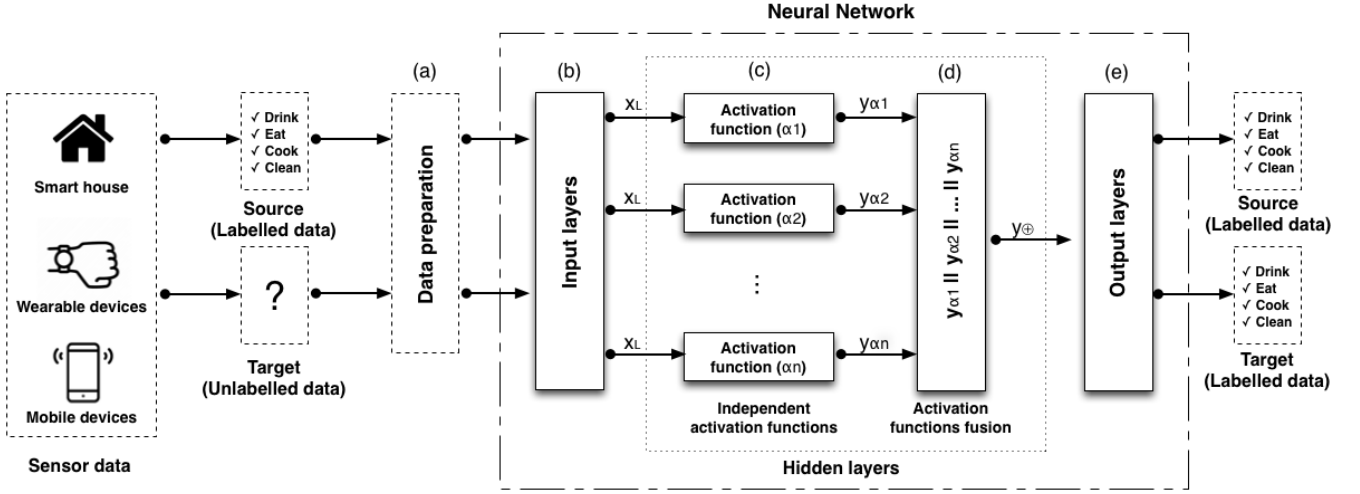 Neural Network
(a)
(b)
(c)
(d)
(e)
Smart house
Wearable devices
Mobile devices
Sensor data
✓ Drink
✓ Eat
✓ Cook
✓ Clean
Source
(Labelled data)
?
Target
(Unlabelled data)
Data preparation
Input layers
xL
Activation
function (α1)
yα1
xL
Activation
function (α2)
yα2
⋮
xL
Activation
function (αn)
yαn
Independent
activation functions
yα1 || yα2 || ... || yαn
Activation
functions fusion
Hidden layers
y⊕
Output layers
✓ Drink
✓ Eat
✓ Cook
✓ Clean
Source
(Labelled data)
✓ Drink
✓ Eat
✓ Cook
✓ Clean
Target
(Labelled data)